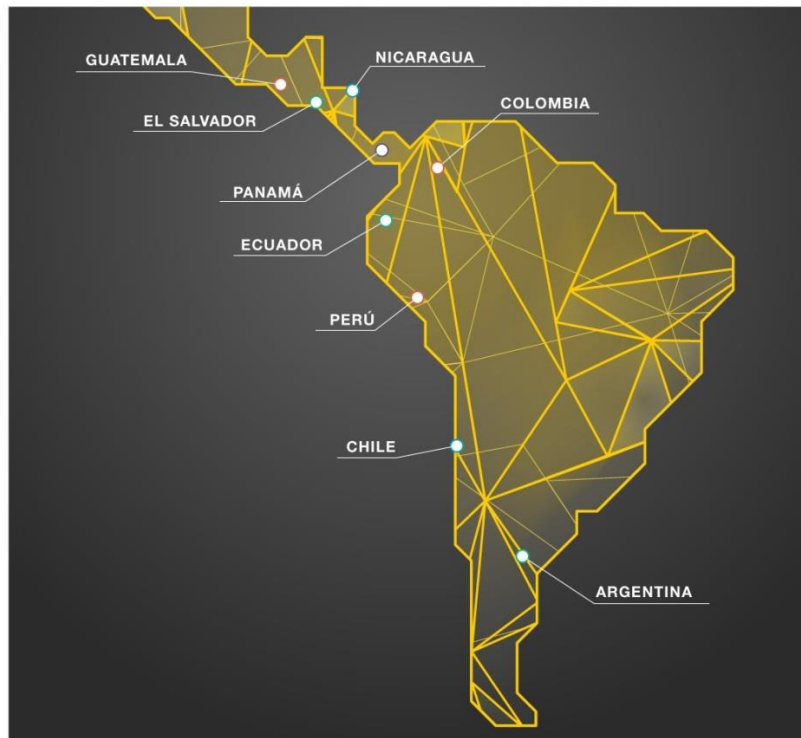 GUATEMALA
NICARAGUA
EL SALVADOR
COLOMBIA
PANAMÁ
ECUADOR
PERÚ
CHILE
ARGENTINA